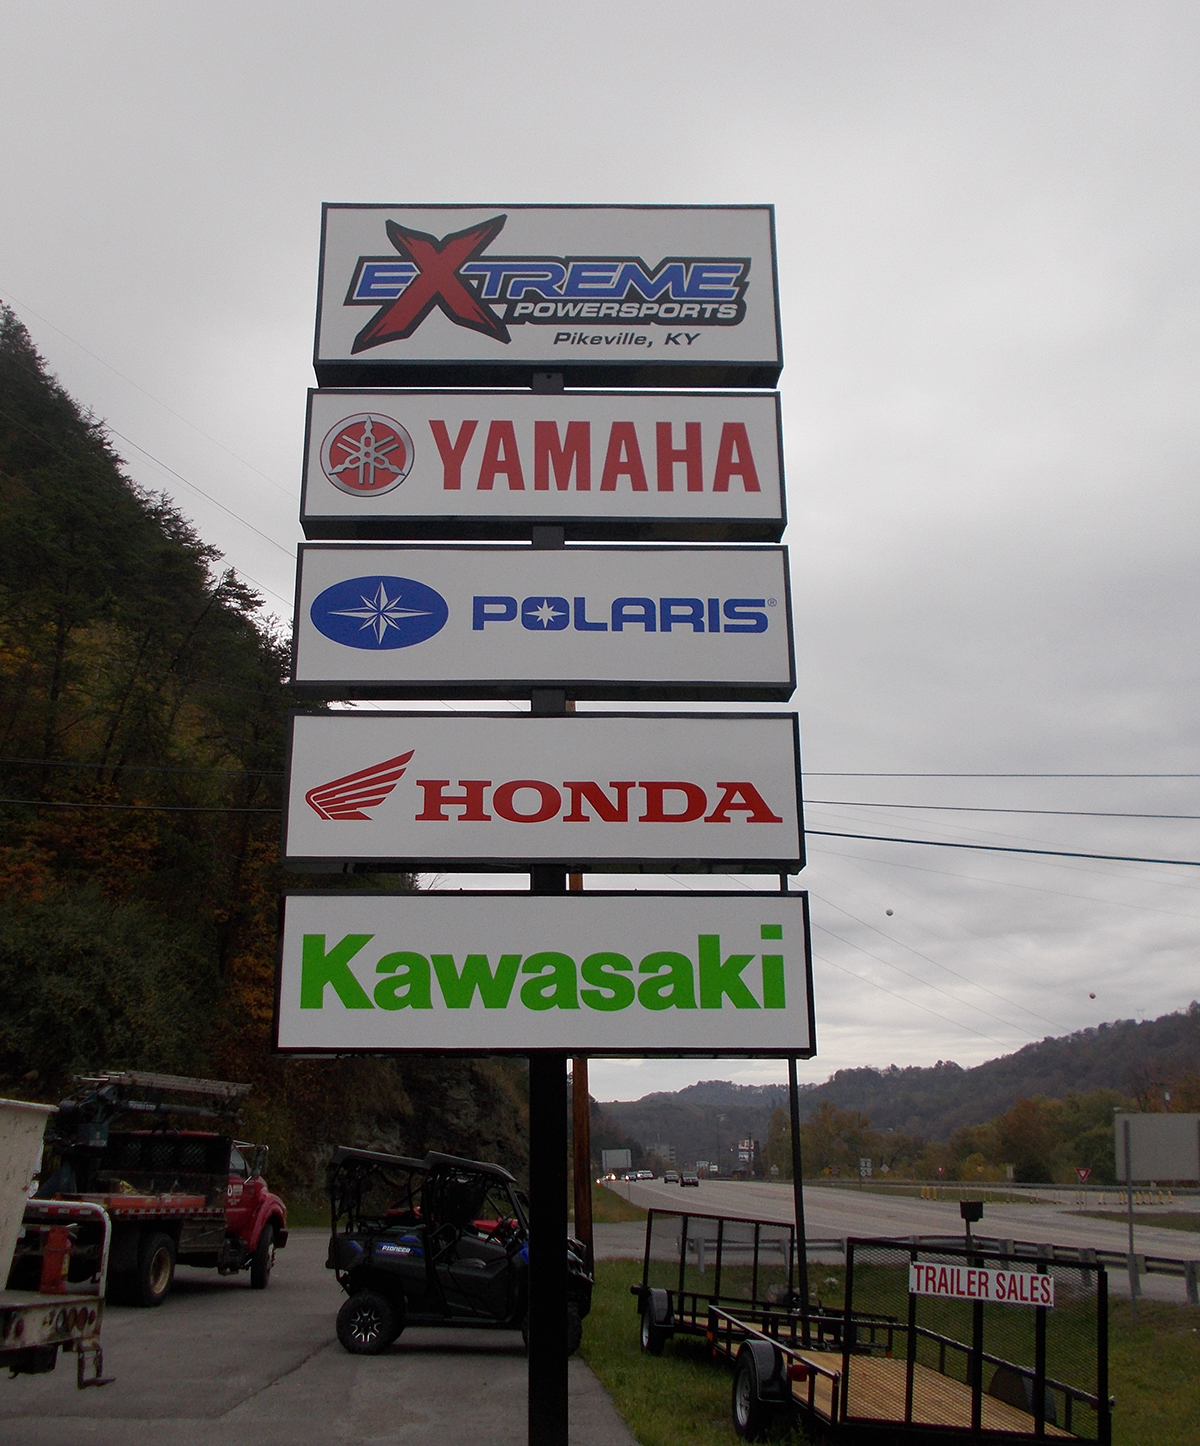 EXTREME
POWERSPORTS
Pikeville, KY
YAMAHA
POLARIS®
HONDA
Kawasaki
PIONEER
TRAILER SALES